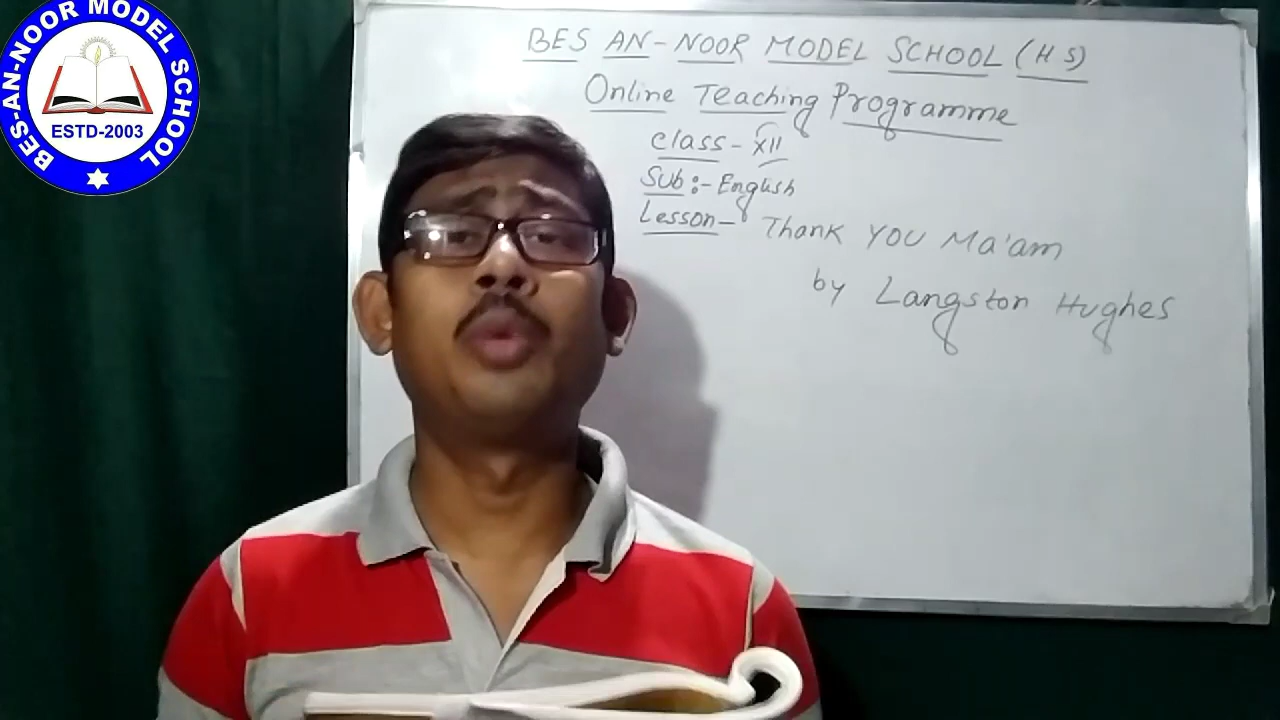 BES-AN-NOOR MODEL SCHOOL
ESTD-2003
BES AN-NOOR MODEL SCHOOL (H S)
Online Teaching Programme
Class - XII
Sub :- English
Lesson - Thank YOU Ma'am
by Langston Hughes